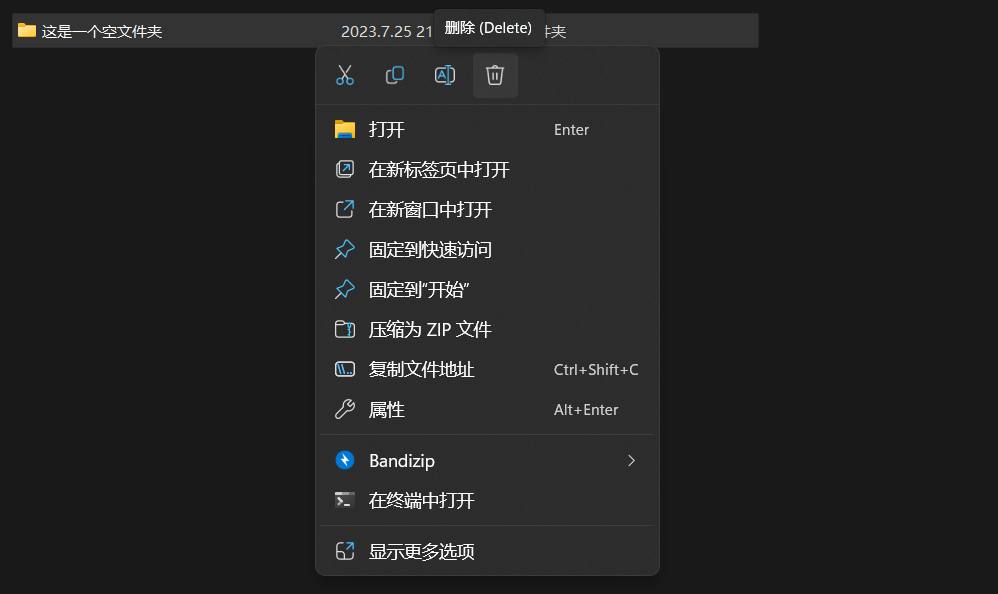 这是一个空文件夹 2023.7.25 21 件夹
删除 (Delete)
打开 Enter
在新标签页中打开
在新窗口中打开
固定到快速访问
固定到“开始”
压缩为 ZIP 文件
复制文件地址 Ctrl+Shift+C
属性 Alt+Enter
Bandizip
在终端中打开
显示更多选项